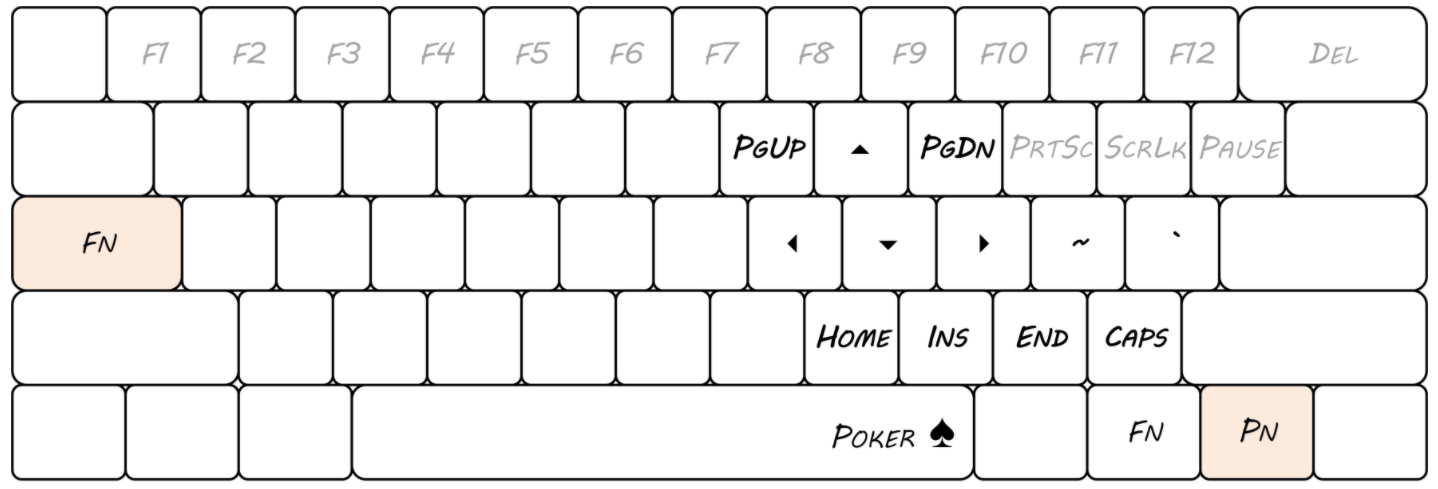 F1 F2 F3 F4 F5 F6 F7 F8 F9 F10 F11 F12 DEL
PGUP ▲ PGDN PRTSC SCRLK PAUSE
FN ◀ ▼ ▶ ~ `
HOME INS END CAPS
POKER ♠ FN PN